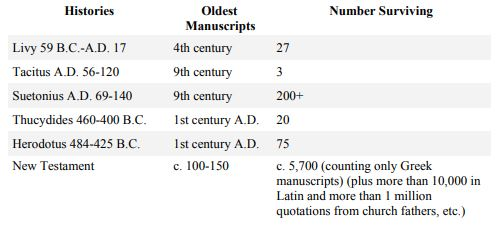 Histories Oldest Manuscripts Number Surviving
Livy 59 B.C.-A.D. 17 4th century 27
Tacitus A.D. 56-120 9th century 3
Suetonius A.D. 69-140 9th century 200+
Thucydides 460-400 B.C. 1st century A.D. 20
Herodotus 484-425 B.C. 1st century A.D. 75
New Testament c. 100-150 c. 5,700 (counting only Greek
manuscripts) (plus more than 10,000 in
Latin and more than 1 million
quotations from church fathers, etc.)